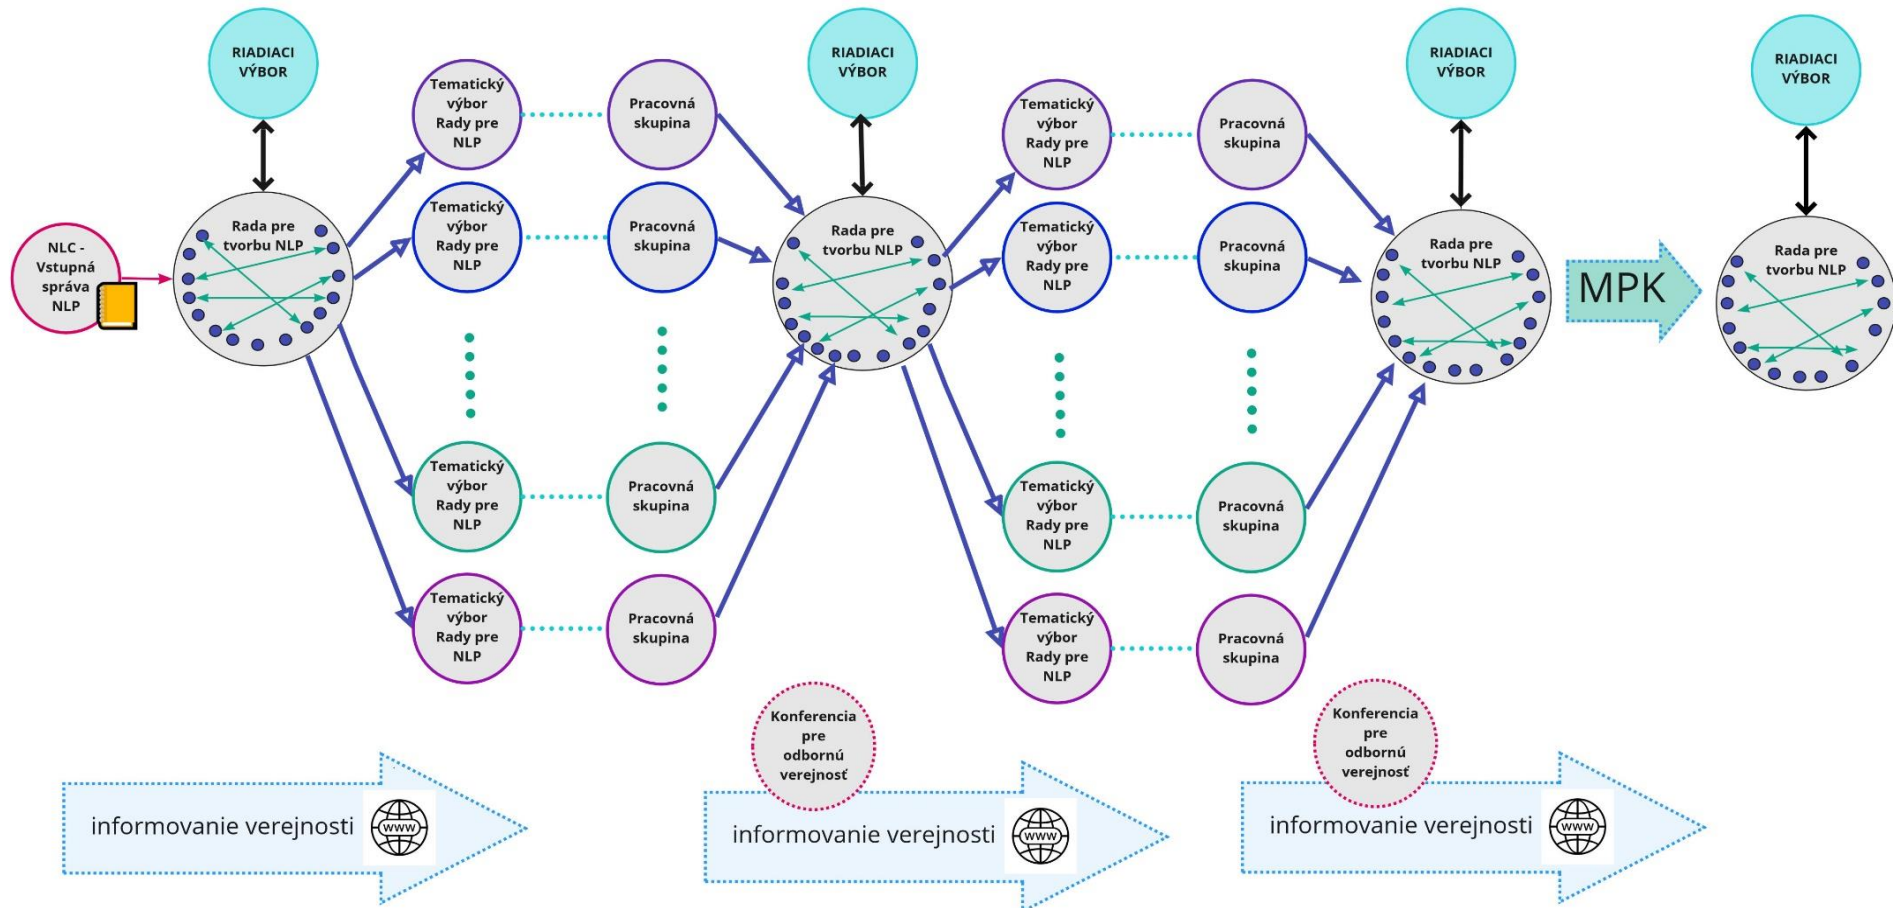 RIADIACI
VÝBOR
NLC -
Vstupná
správa
NLP
Rada pre
tvorbu NLP
Tematický
výbor
Rady pre
NLP
Pracovná
skupina
Tematický
výbor
Rady pre
NLP
Pracovná
skupina
Tematický
výbor
Rady pre
NLP
Pracovná
skupina
Tematický
výbor
Rady pre
NLP
Pracovná
skupina
RIADIACI
VÝBOR
Rada pre
tvorbu NLP
Tematický
výbor
Rady pre
NLP
Pracovná
skupina
Tematický
výbor
Rady pre
NLP
Pracovná
skupina
Tematický
výbor
Rady pre
NLP
Pracovná
skupina
Tematický
výbor
Rady pre
NLP
Pracovná
skupina
RIADIACI
VÝBOR
Rada pre
tvorbu NLP
MPK
RIADIACI
VÝBOR
Rada pre
tvorbu NLP
informovanie verejnosti
www
Konferencia
pre
odbornú
verejnosť
informovanie verejnosti
www
Konferencia
pre
odbornú
verejnosť
informovanie verejnosti
www